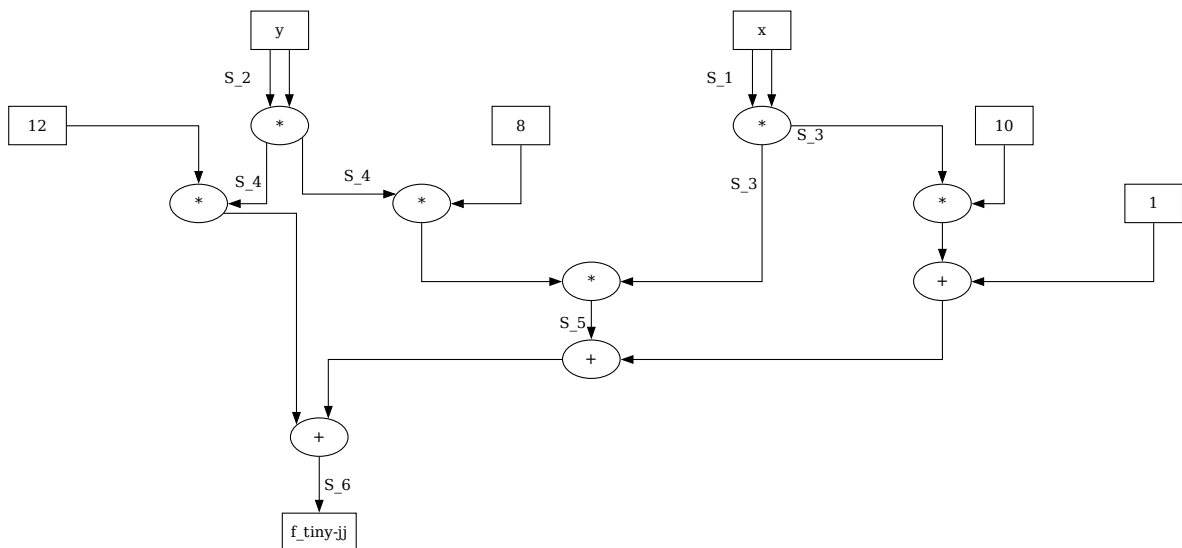 y
x
S_2
S_1
12
*
8
*
S_3
10
S_4
S_4
S_3
*
*
*
1
*
+
S_5
+
+
S_6
f_tiny-jj